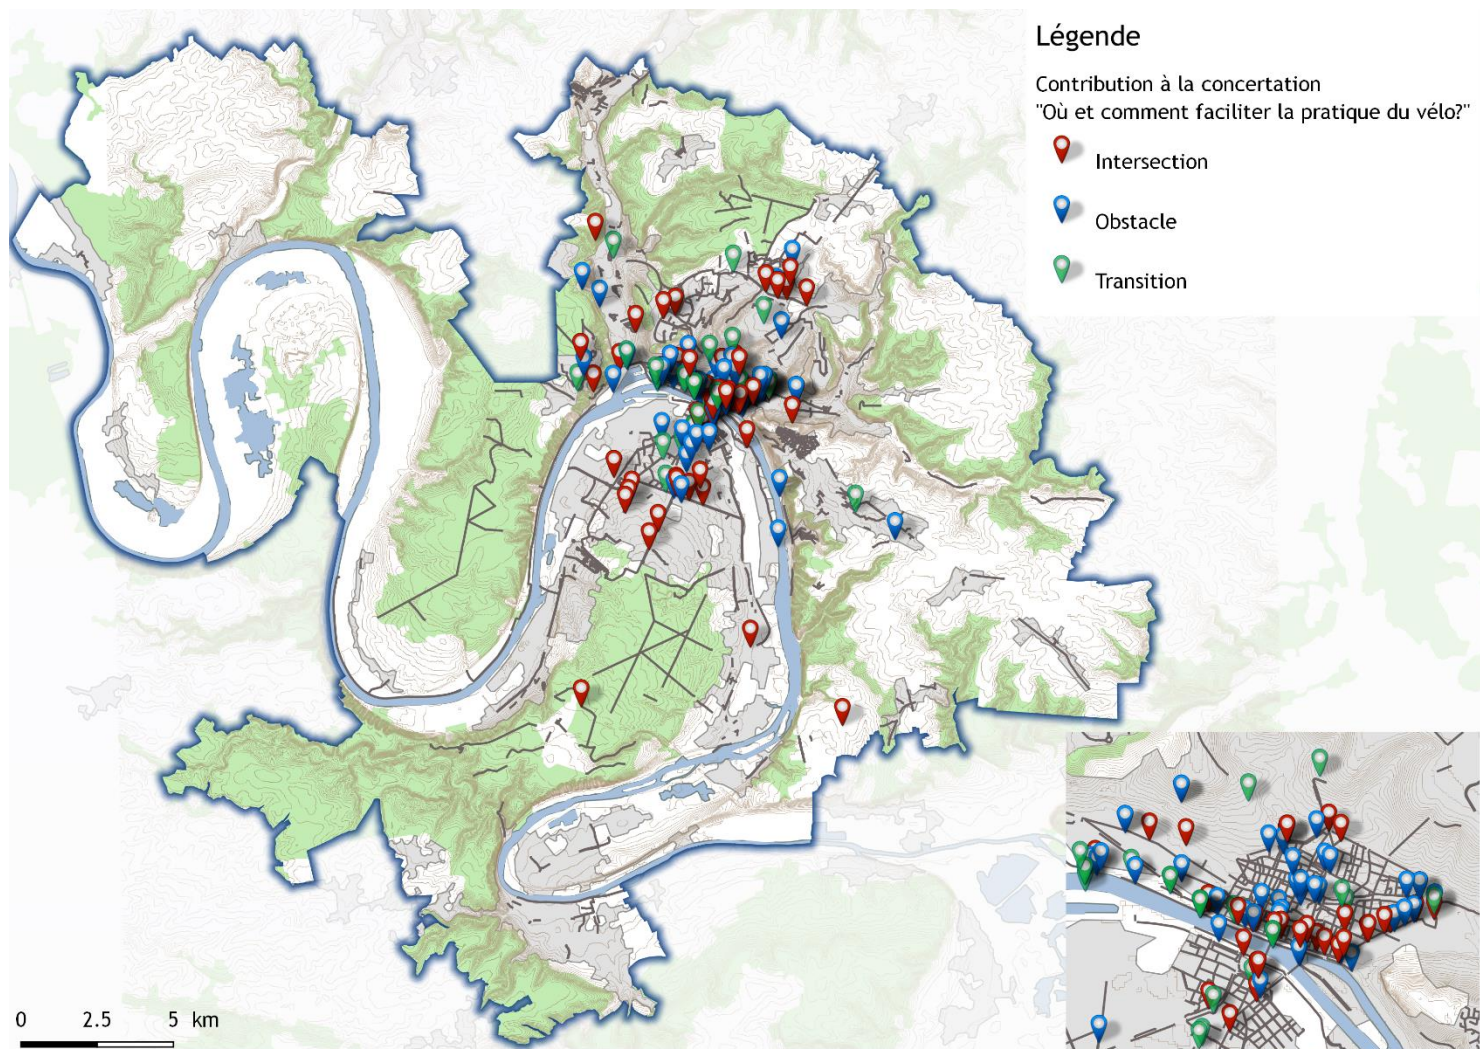 Légende
Contribution à la concertation
"Où et comment faciliter la pratique du vélo?"
Intersection
Obstacle
Transition
0 2.5 5 km